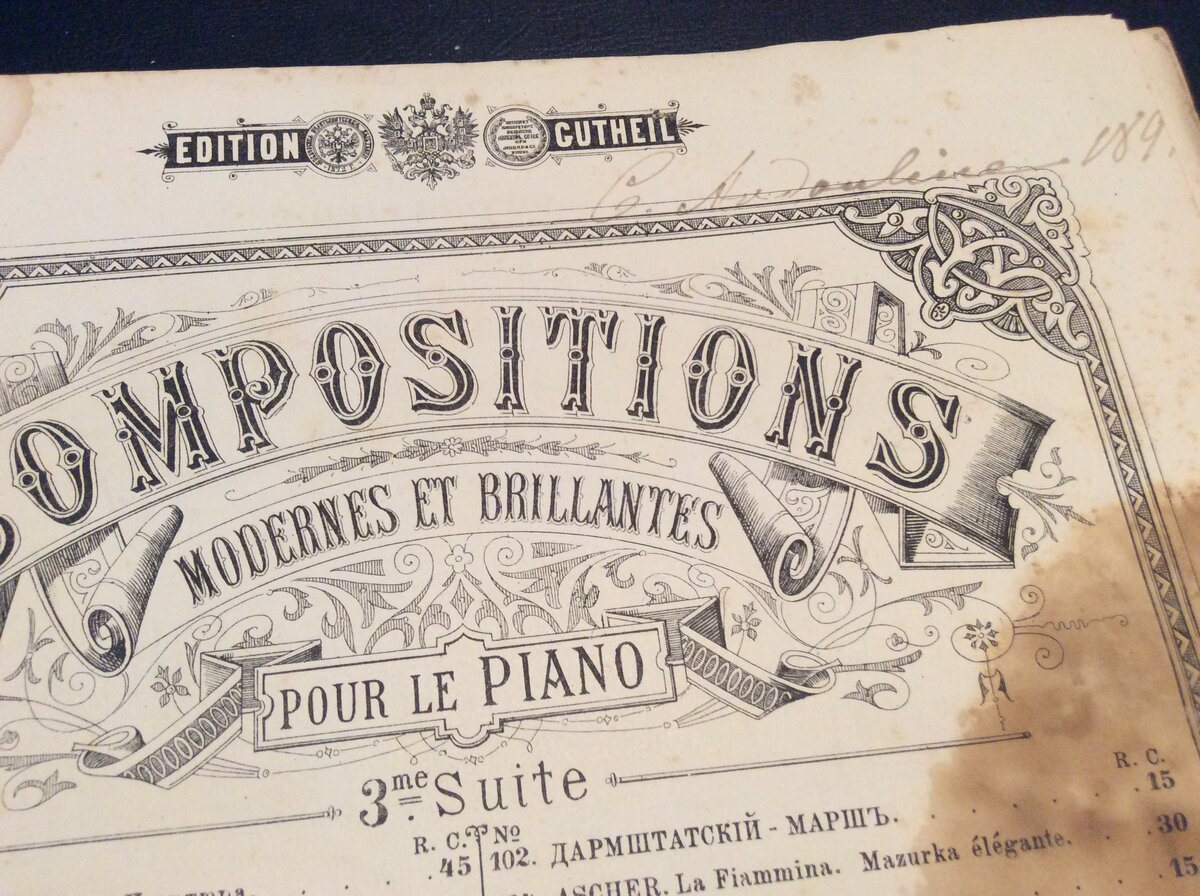 EDITION GUTHEIL
189
COMPOSITIONS
MODERNES ET BRILLANTES
POUR LE PIANO
3me Suite
R. C.
15
R. C.
45
№
102. ДАРМШТАТСКІЙ - МАРШЪ.
30
ASCHER. La Fiammina. Mazurka élégante.
15